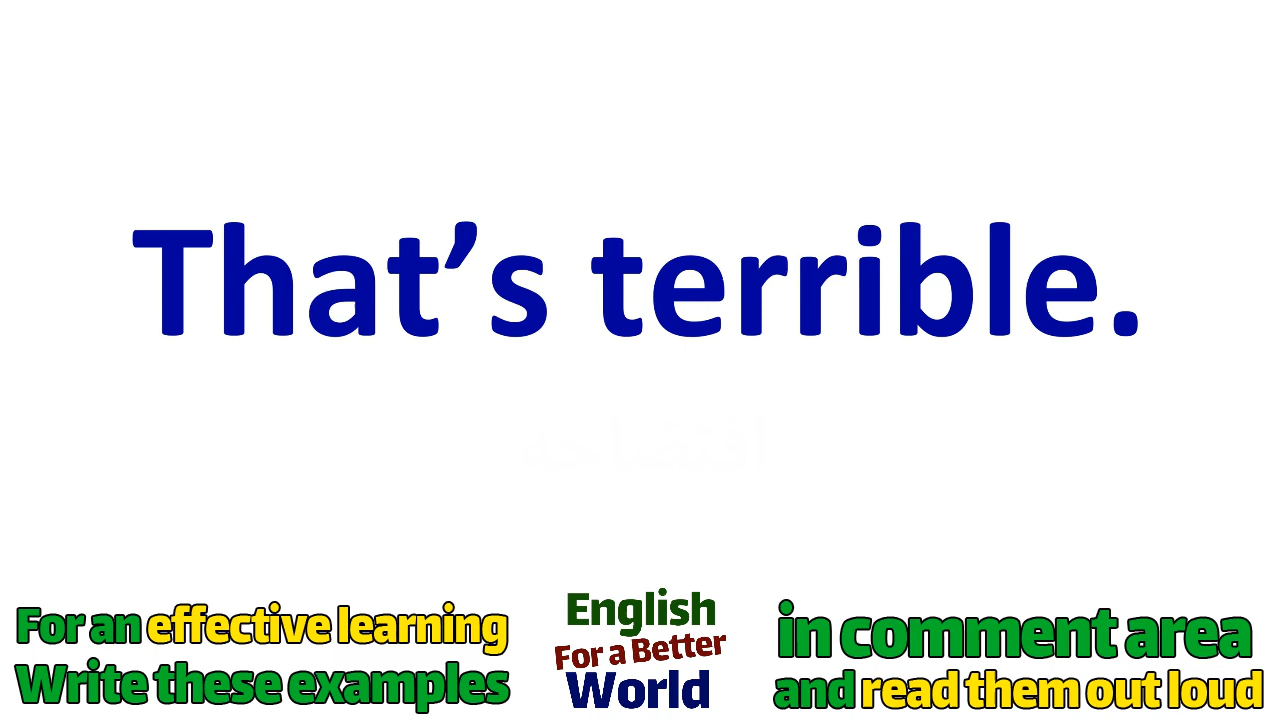 That’s terrible.
For an effective learning
Write these examples
English
For a Better
World
in comment area
and read them out loud